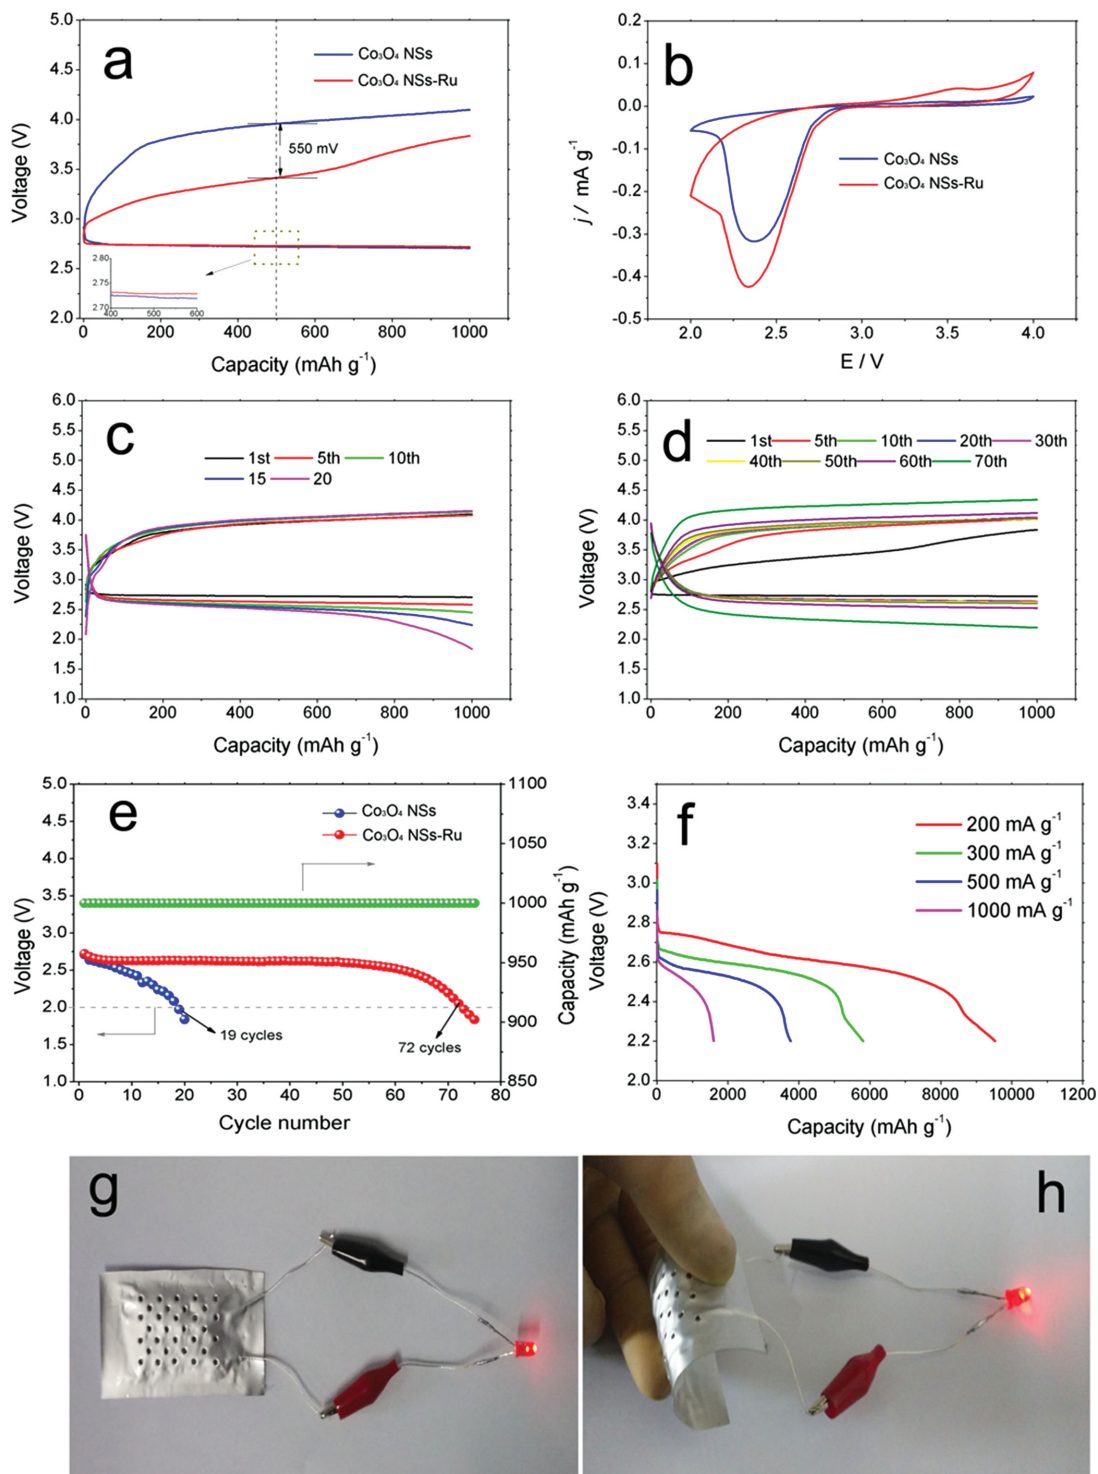 a
Co₃O₄ NSs
Co₃O₄ NSs-Ru
550 mV
Voltage (V)
5.0
4.5
4.0
3.5
3.0
2.5
2.0
2.80
2.75
2.70
400 500 600
0 200 400 600 800 1000
Capacity (mAh g⁻¹)
b
Co₃O₄ NSs
Co₃O₄ NSs-Ru
j / mA g⁻¹
0.2
0.1
0.0
-0.1
-0.2
-0.3
-0.4
-0.5
2.0 2.5 3.0 3.5 4.0
E / V
c
1st 5th 10th
15 20
Voltage (V)
6.0
5.5
5.0
4.5
4.0
3.5
3.0
2.5
2.0
1.5
1.0
0 200 400 600 800 1000
Capacity (mAh g⁻¹)
d
1st 5th 10th 20th 30th
40th 50th 60th 70th
Voltage (V)
6.0
5.5
5.0
4.5
4.0
3.5
3.0
2.5
2.0
1.5
1.0
0 200 400 600 800 1000
Capacity (mAh g⁻¹)
e
Co₃O₄ NSs
Co₃O₄ NSs-Ru
19 cycles
72 cycles
Voltage (V)
5.0
4.5
4.0
3.5
3.0
2.5
2.0
1.5
1.0
Capacity (mAh g⁻¹)
1100
1050
1000
950
900
850
0 10 20 30 40 50 60 70 80
Cycle number
f
200 mA g⁻¹
300 mA g⁻¹
500 mA g⁻¹
1000 mA g⁻¹
Voltage (V)
3.4
3.2
3.0
2.8
2.6
2.4
2.2
2.0
0 2000 4000 6000 8000 10000 1200
Capacity (mAh g⁻¹)
g
h